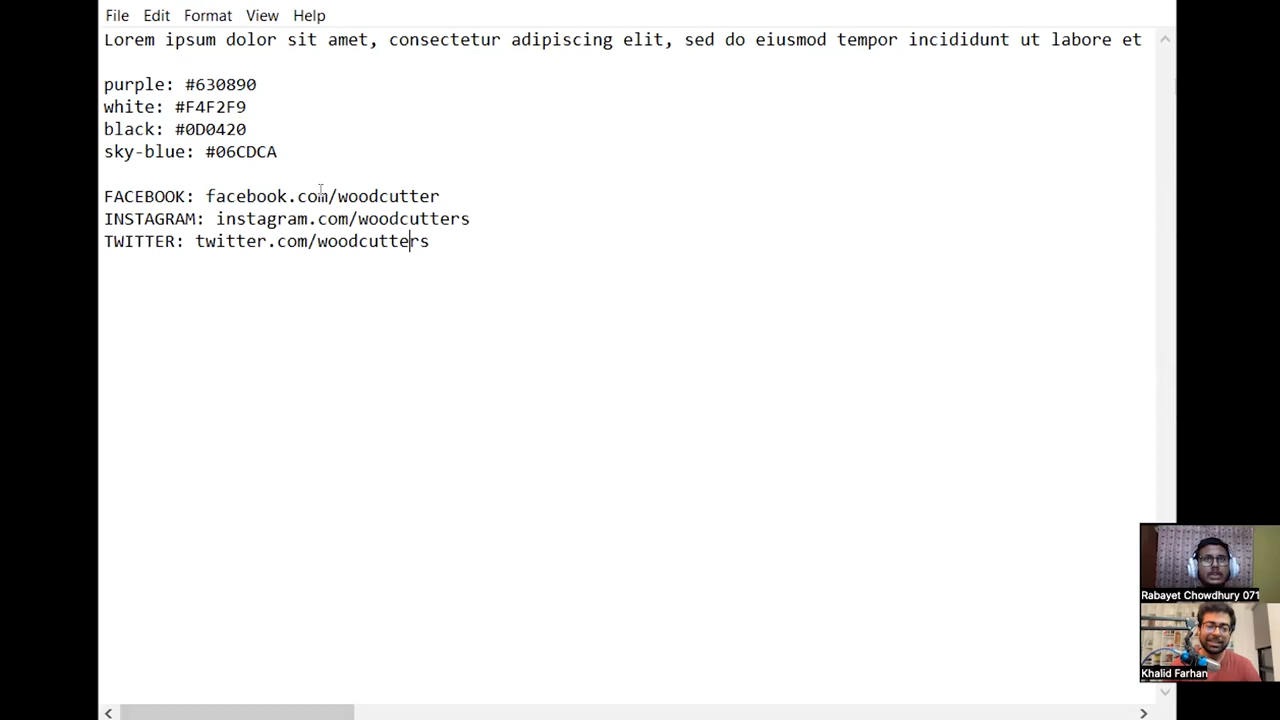 File Edit Format View Help
Lorem ipsum dolor sit amet, consectetur adipiscing elit, sed do eiusmod tempor incididunt ut labore et
purple: #630890
white: #F4F2F9
black: #0D0420
sky-blue: #06CDCA
FACEBOOK: facebook.com/woodcutter
INSTAGRAM: instagram.com/woodcutters
TWITTER: twitter.com/woodcutters
Rabayet Chowdhury 071
Khalid Farhan